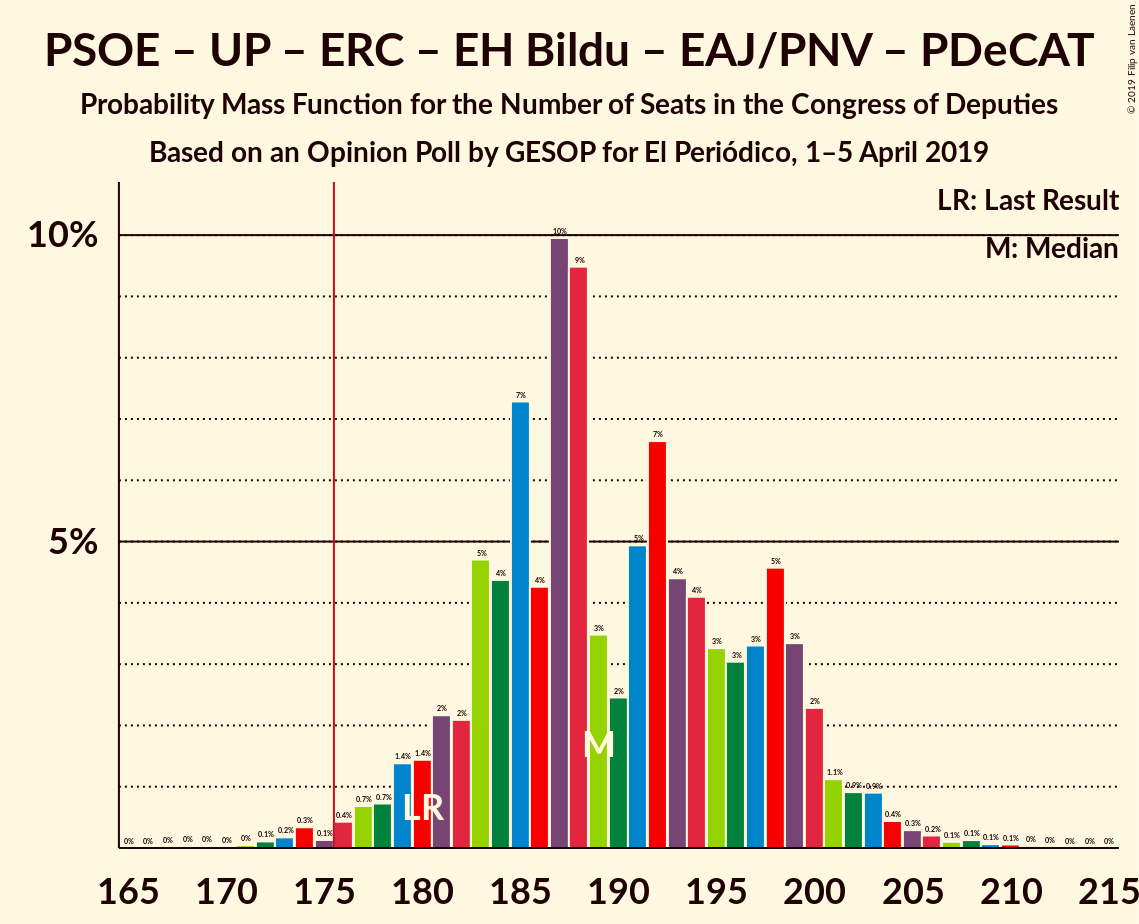 PSOE – UP – ERC – EH Bildu – EAJ/PNV – PDeCAT
Probability Mass Function for the Number of Seats in the Congress of Deputies
Based on an Opinion Poll by GESOP for El Periódico, 1–5 April 2019
© 2019 Filip van Laenen
LR: Last Result
M: Median
10%
5%
0% 0% 0% 0% 0% 0% 0% 0.1% 0.2% 0.3% 0.1% 0.4% 0.7% 0.7% 1.4% 1.4% 2% 2% 5% 4% 7% 4% 10% 9% 3% 2% 5% 7% 4% 4% 3% 3% 3% 5% 3% 2% 1.1% 0.9% 0.9% 0.4% 0.3% 0.2% 0.1% 0.1% 0.1% 0.1% 0% 0% 0% 0% 0%
M
LR
165 170 175 180 185 190 195 200 205 210 215